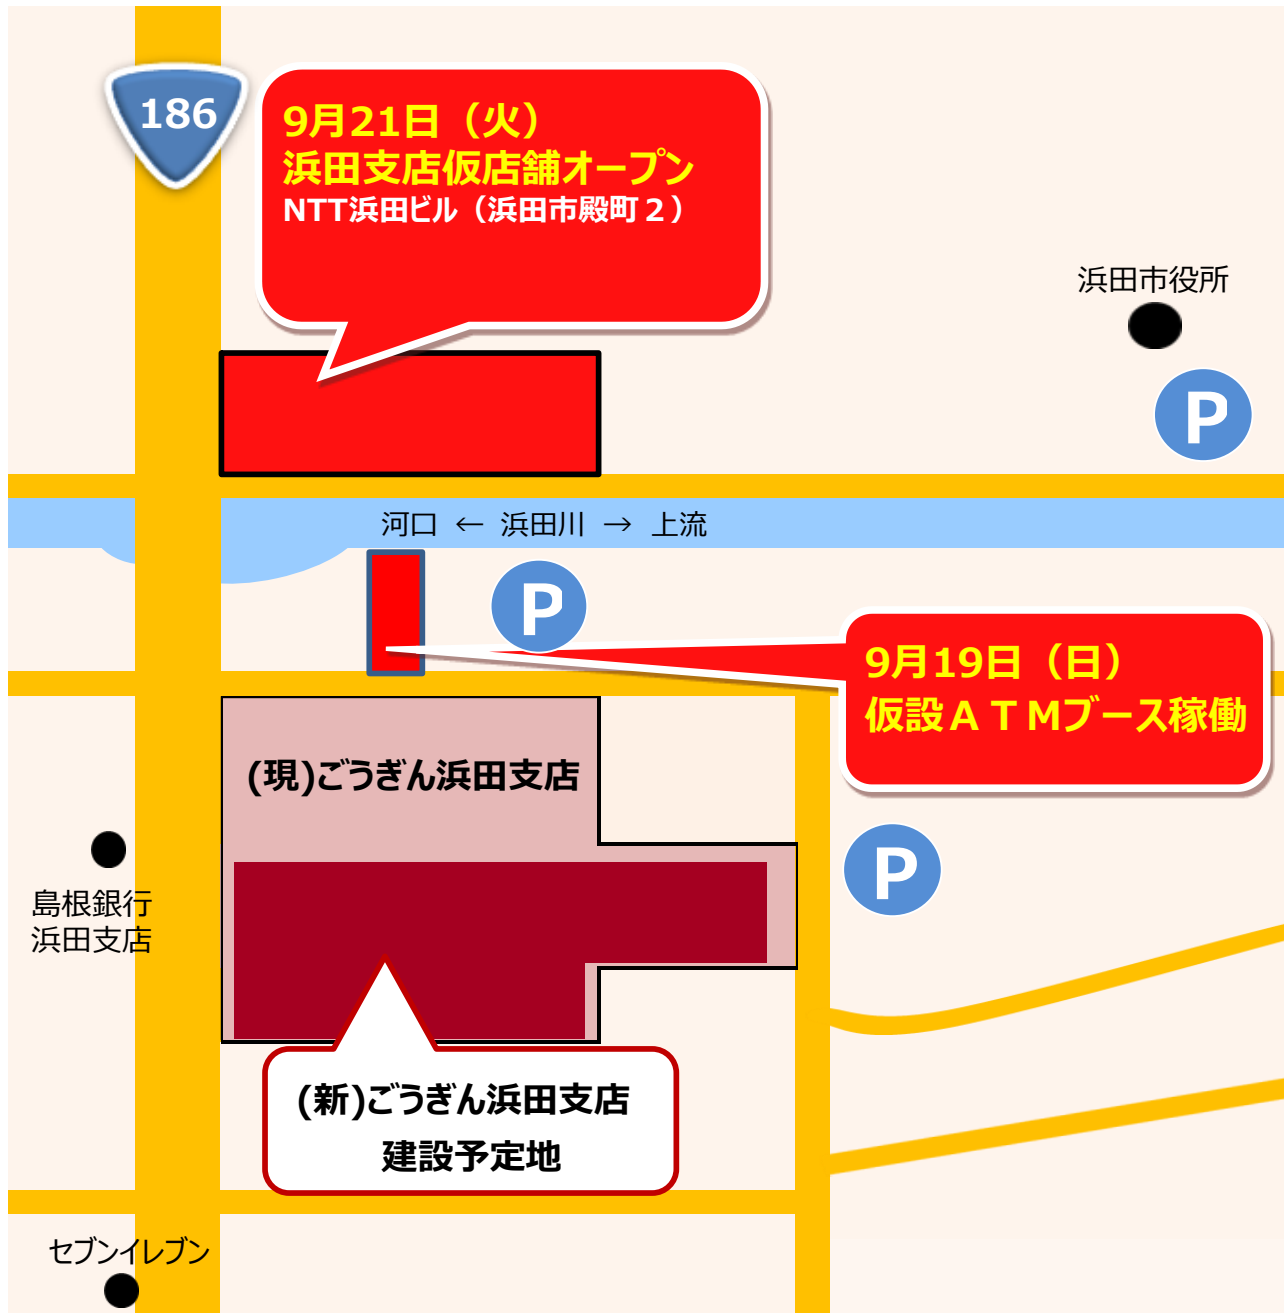 186
9月21日（火）
浜田支店仮店舗オープン
NTT浜田ビル（浜田市殿町２）
浜田市役所
P
河口 ← 浜田川 → 上流
P
9月19日（日）
仮設ＡＴＭブース稼働
(現)ごうぎん浜田支店
P
島根銀行
浜田支店
(新)ごうぎん浜田支店
建設予定地
セブンイレブン